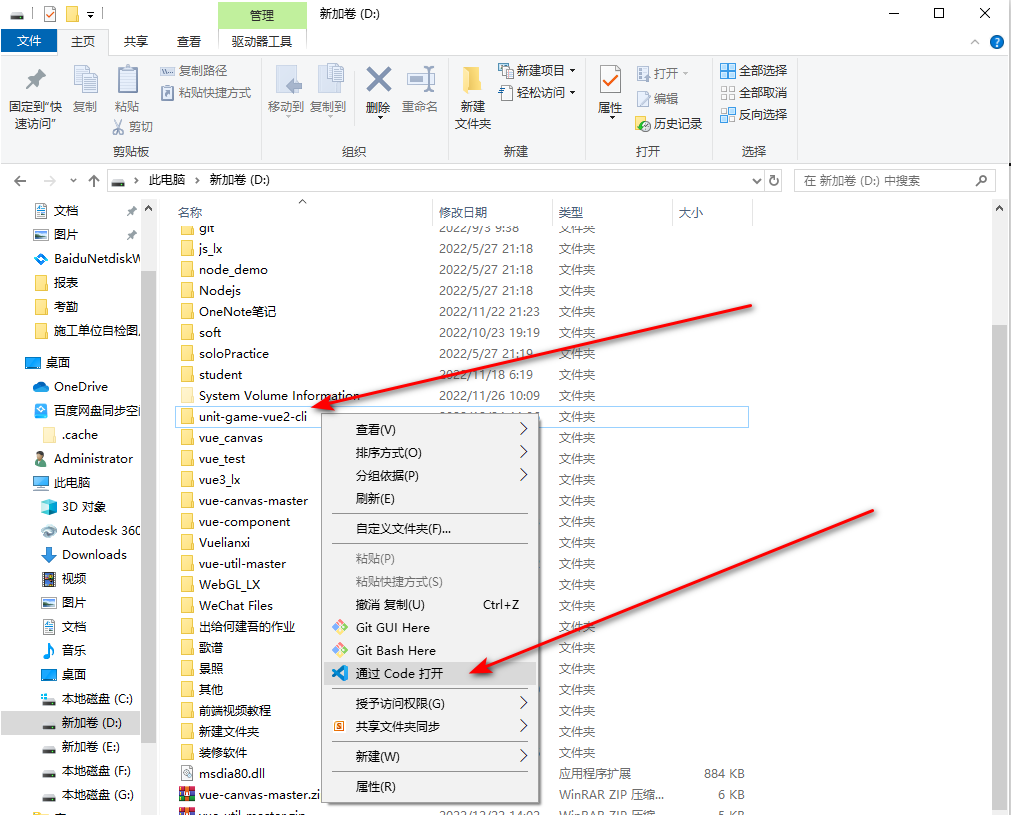 管理
新加卷 (D:)
文件
主页
共享
查看
驱动器工具
固定到"快
速访问"
复制
粘贴
复制路径
粘贴快捷方式
剪切
剪贴板
移动到
复制到
删除
重命名
组织
新建
文件夹
新建项目
轻松访问
新建
属性
打开
编辑
历史记录
打开
全部选择
全部取消
反向选择
选择
此电脑
新加卷 (D:)
在 新加卷 (D:) 中搜索
文档
图片
BaiduNetdiskW
报表
考勤
施工单位自检图
桌面
OneDrive
百度网盘同步空
.cache
Administrator
此电脑
3D 对象
Autodesk 360
Downloads
视频
图片
文档
音乐
桌面
本地磁盘 (C:)
新加卷 (D:)
新加卷 (E:)
本地磁盘 (F:)
本地磁盘 (G:)
名称 修改日期 类型 大小
git 2022/9/3 9:38 文件夹
js_lx 2022/5/27 21:18 文件夹
node_demo 2022/5/27 21:18 文件夹
Nodejs 2022/5/27 21:18 文件夹
OneNote笔记 2022/11/22 21:23 文件夹
soft 2022/10/23 19:19 文件夹
soloPractice 2022/5/27 21:19 文件夹
student 2022/11/18 6:19 文件夹
System Volume Information 2022/11/26 10:09 文件夹
unit-game-vue2-cli 文件夹
vue_canvas 文件夹
vue_test 文件夹
vue3_lx 文件夹
vue-canvas-master 文件夹
vue-component 文件夹
Vuelianxi 文件夹
vue-util-master 文件夹
WebGL_LX 文件夹
WeChat Files 文件夹
出给何建吾的作业 文件夹
歌谱 文件夹
景照 文件夹
其他 文件夹
前端视频教程 文件夹
新建文件夹 文件夹
装修软件 文件夹
msdia80.dll 应用程序扩展 884 KB
vue-canvas-master.zi WinRAR ZIP 压缩... 6 KB
vue-util-master.zip 2022/12/22 14:02 WinRAR ZIP 压缩... KB
查看(V)
排序方式(O)
分组依据(P)
刷新(E)
自定义文件夹(F)...
粘贴(P)
粘贴快捷方式(S)
撤消 复制(U) Ctrl+Z
Git GUI Here
Git Bash Here
通过 Code 打开
授予访问权限(G)
共享文件夹同步
新建(W)
属性(R)